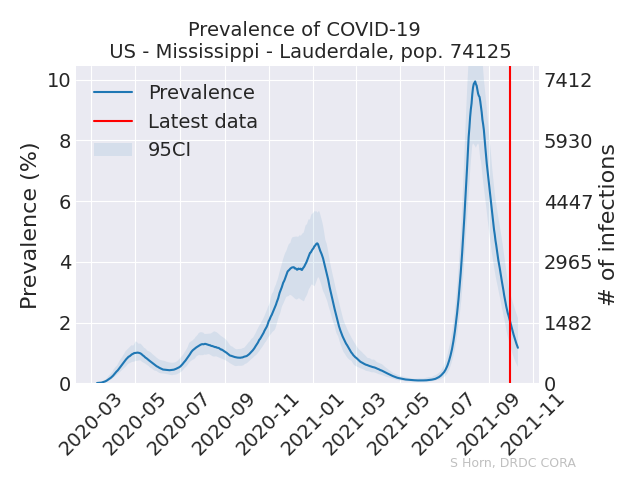 Prevalence of COVID-19
US - Mississippi - Lauderdale, pop. 74125
Prevalence
Latest data
95CI
Prevalence (%)
10
8
6
4
2
0
7412
5930
4447
2965
1482
0
# of infections
2020-03
2020-05
2020-07
2020-09
2020-11
2021-01
2021-03
2021-05
2021-07
2021-09
2021-11
S Horn, DRDC CORA